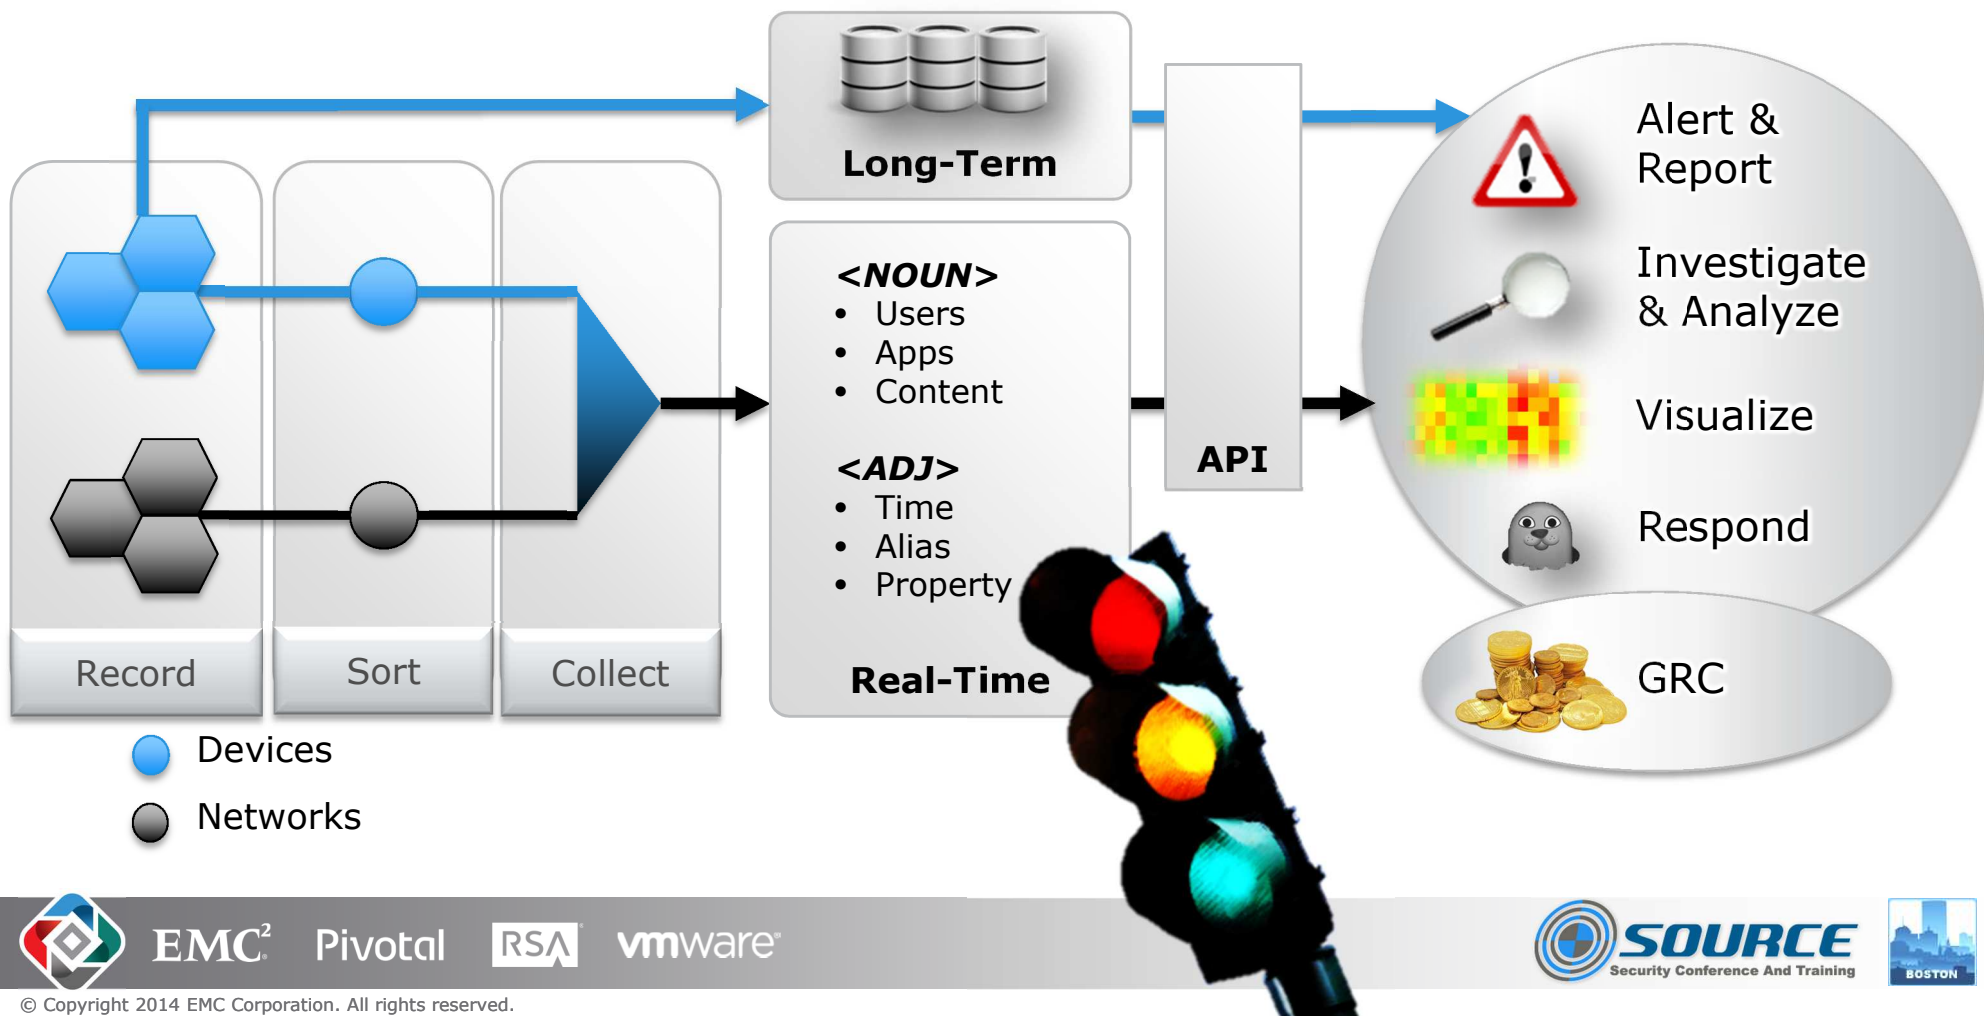 Long-Term
Alert &
Report
Investigate
& Analyze
Visualize
Respond
GRC
API
<NOUN>
• Users
• Apps
• Content
<ADJ>
• Time
• Alias
• Property
Real-Time
Record
Sort
Collect
Devices
Networks
EMC²
Pivotal
RSA
vmware®
SOURCE
Security Conference And Training
BOSTON
© Copyright 2014 EMC Corporation. All rights reserved.